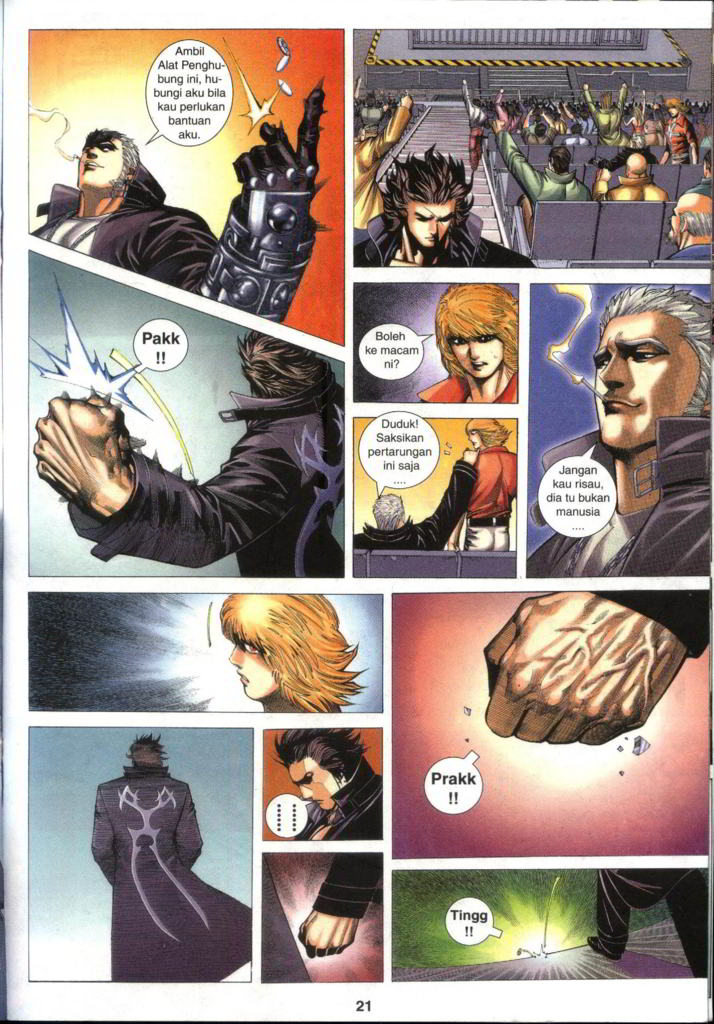 Ambil
Alat Penghu-
bung ini, hu-
bungi aku bila
kau perlukan
bantuan
aku.
Pakk
!!
Boleh
ke macam
ni?
Duduk!
Saksikan
pertarungan
ini saja
....
Jangan
kau risau,
dia tu bukan
manusia
....
Prakk
!!
Tingg
!!
21